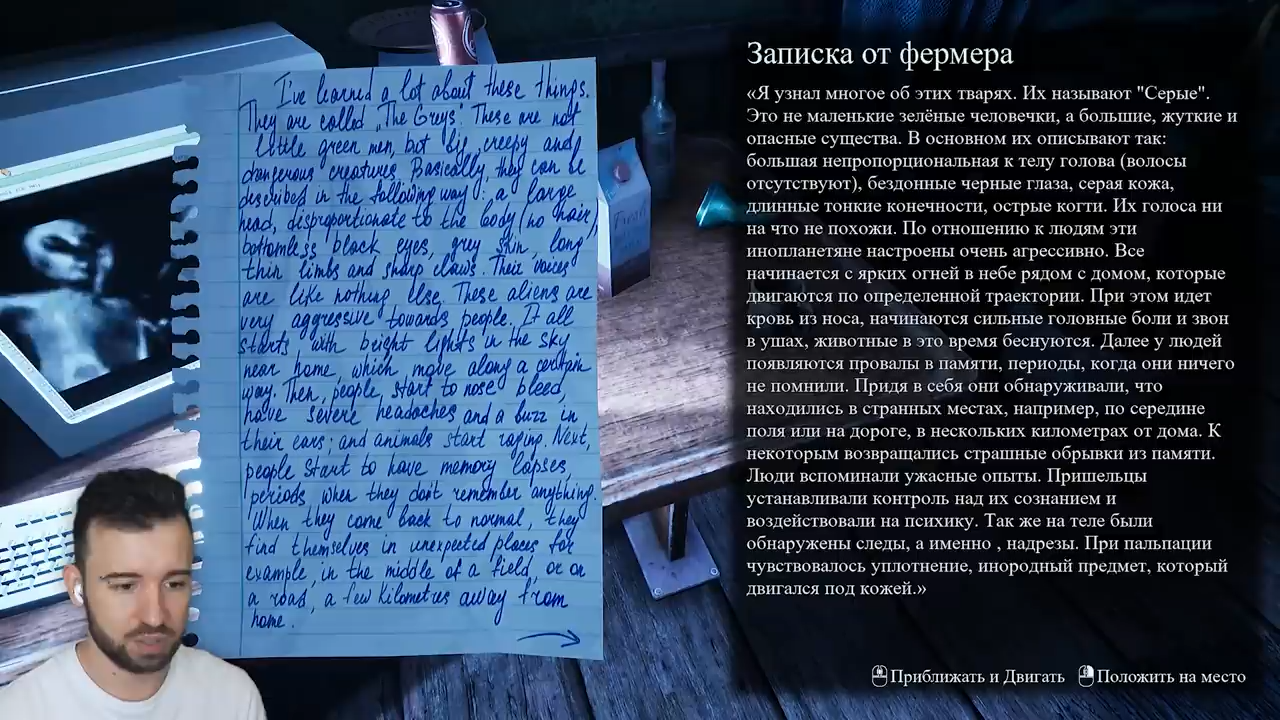 I've learned a lot about these things.
They are called „The Greys". These are not
little green men, but big, creepy and
dangerous creatures. Basically, they can be
described in the following way: a large
head, disproportionate to the body (no hair),
bottomless black eyes, grey skin, long
thin limbs and sharp claws. Their voices
are like nothing else. These aliens are
very aggressive towards people. It all
starts with bright lights in the sky
near home, which move along a certain
way. Then, people start to nose bleed,
have severe headaches and a buzz in
their ears; and animals start raging. Next,
people start to have memory lapses,
periods when they don't remember anything.
When they come back to normal, they
find themselves in unexpected places for
example, in the middle of a field, or on
a road, a few kilometres away from
home.
Fresh
Записка от фермера
«Я узнал многое об этих тварях. Их называют "Серые".
Это не маленькие зелёные человечки, а большие, жуткие и
опасные существа. В основном их описывают так:
большая непропорциональная к телу голова (волосы
отсутствуют), бездонные черные глаза, серая кожа,
длинные тонкие конечности, острые когти. Их голоса ни
на что не похожи. По отношению к людям эти
инопланетяне настроены очень агрессивно. Все
начинается с ярких огней в небе рядом с домом, которые
двигаются по определенной траектории. При этом идет
кровь из носа, начинаются сильные головные боли и звон
в ушах, животные в это время беснуются. Далее у людей
появляются провалы в памяти, периоды, когда они ничего
не помнили. Придя в себя они обнаруживали, что
находились в странных местах, например, по середине
поля или на дороге, в нескольких километрах от дома. К
некоторым возвращались страшные обрывки из памяти.
Люди вспоминали ужасные опыты. Пришельцы
устанавливали контроль над их сознанием и
воздействовали на психику. Так же на теле были
обнаружены следы, а именно , надрезы. При пальпации
чувствовалось уплотнение, инородный предмет, который
двигался под кожей.»
Приближать и Двигать
Положить на место